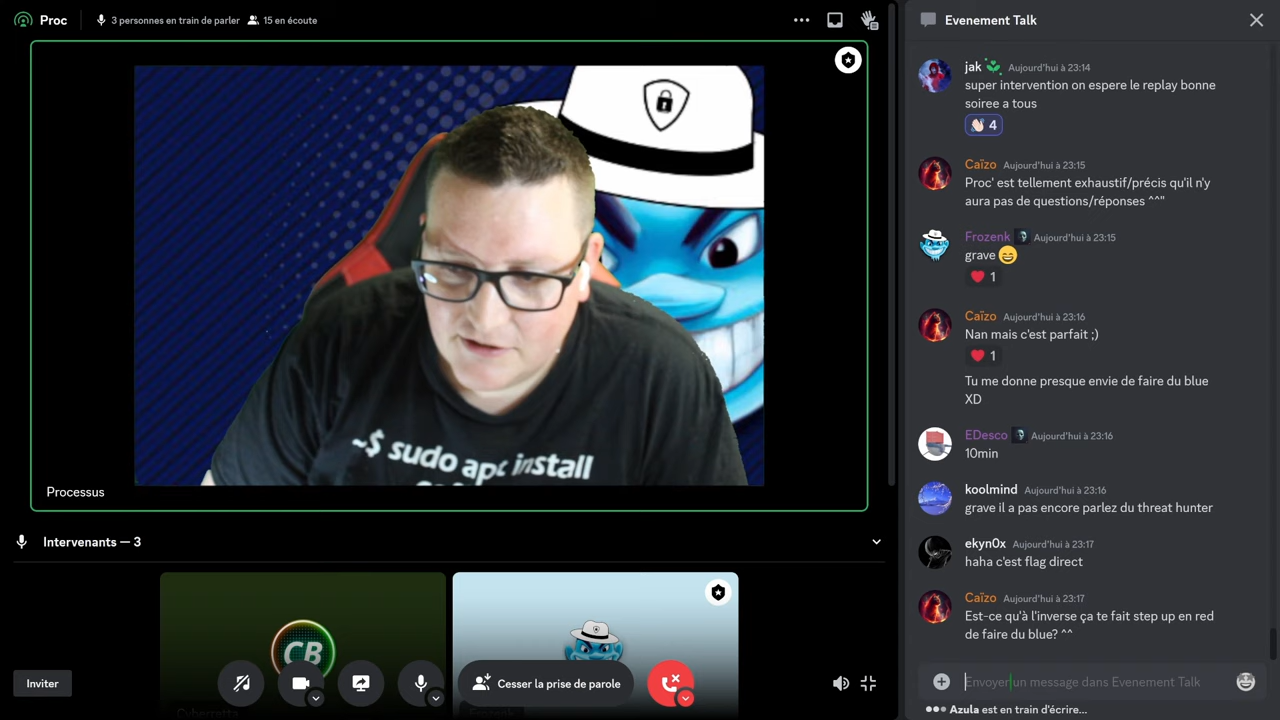 Proc
3 personnes en train de parler
15 en écoute
Evenement Talk
~$ sudo apt install
Processus
Intervenants — 3
CB
Inviter
Cesser la prise de parole
jak Aujourd'hui à 23:14
super intervention on espere le replay bonne
soiree a tous
4
Caïzo Aujourd'hui à 23:15
Proc' est tellement exhaustif/précis qu'il n'y
aura pas de questions/réponses ^^"
Frozenk Aujourd'hui à 23:15
grave
1
Caïzo Aujourd'hui à 23:16
Nan mais c'est parfait ;)
1
Tu me donne presque envie de faire du blue
XD
EDesco Aujourd'hui à 23:16
10min
koolmind Aujourd'hui à 23:16
grave il a pas encore parlez du threat hunter
ekyn0x Aujourd'hui à 23:17
haha c'est flag direct
Caïzo Aujourd'hui à 23:17
Est-ce qu'à l'inverse ça te fait step up en red
de faire du blue? ^^
Envoyer un message dans Evenement Talk
Azula est en train d'écrire...